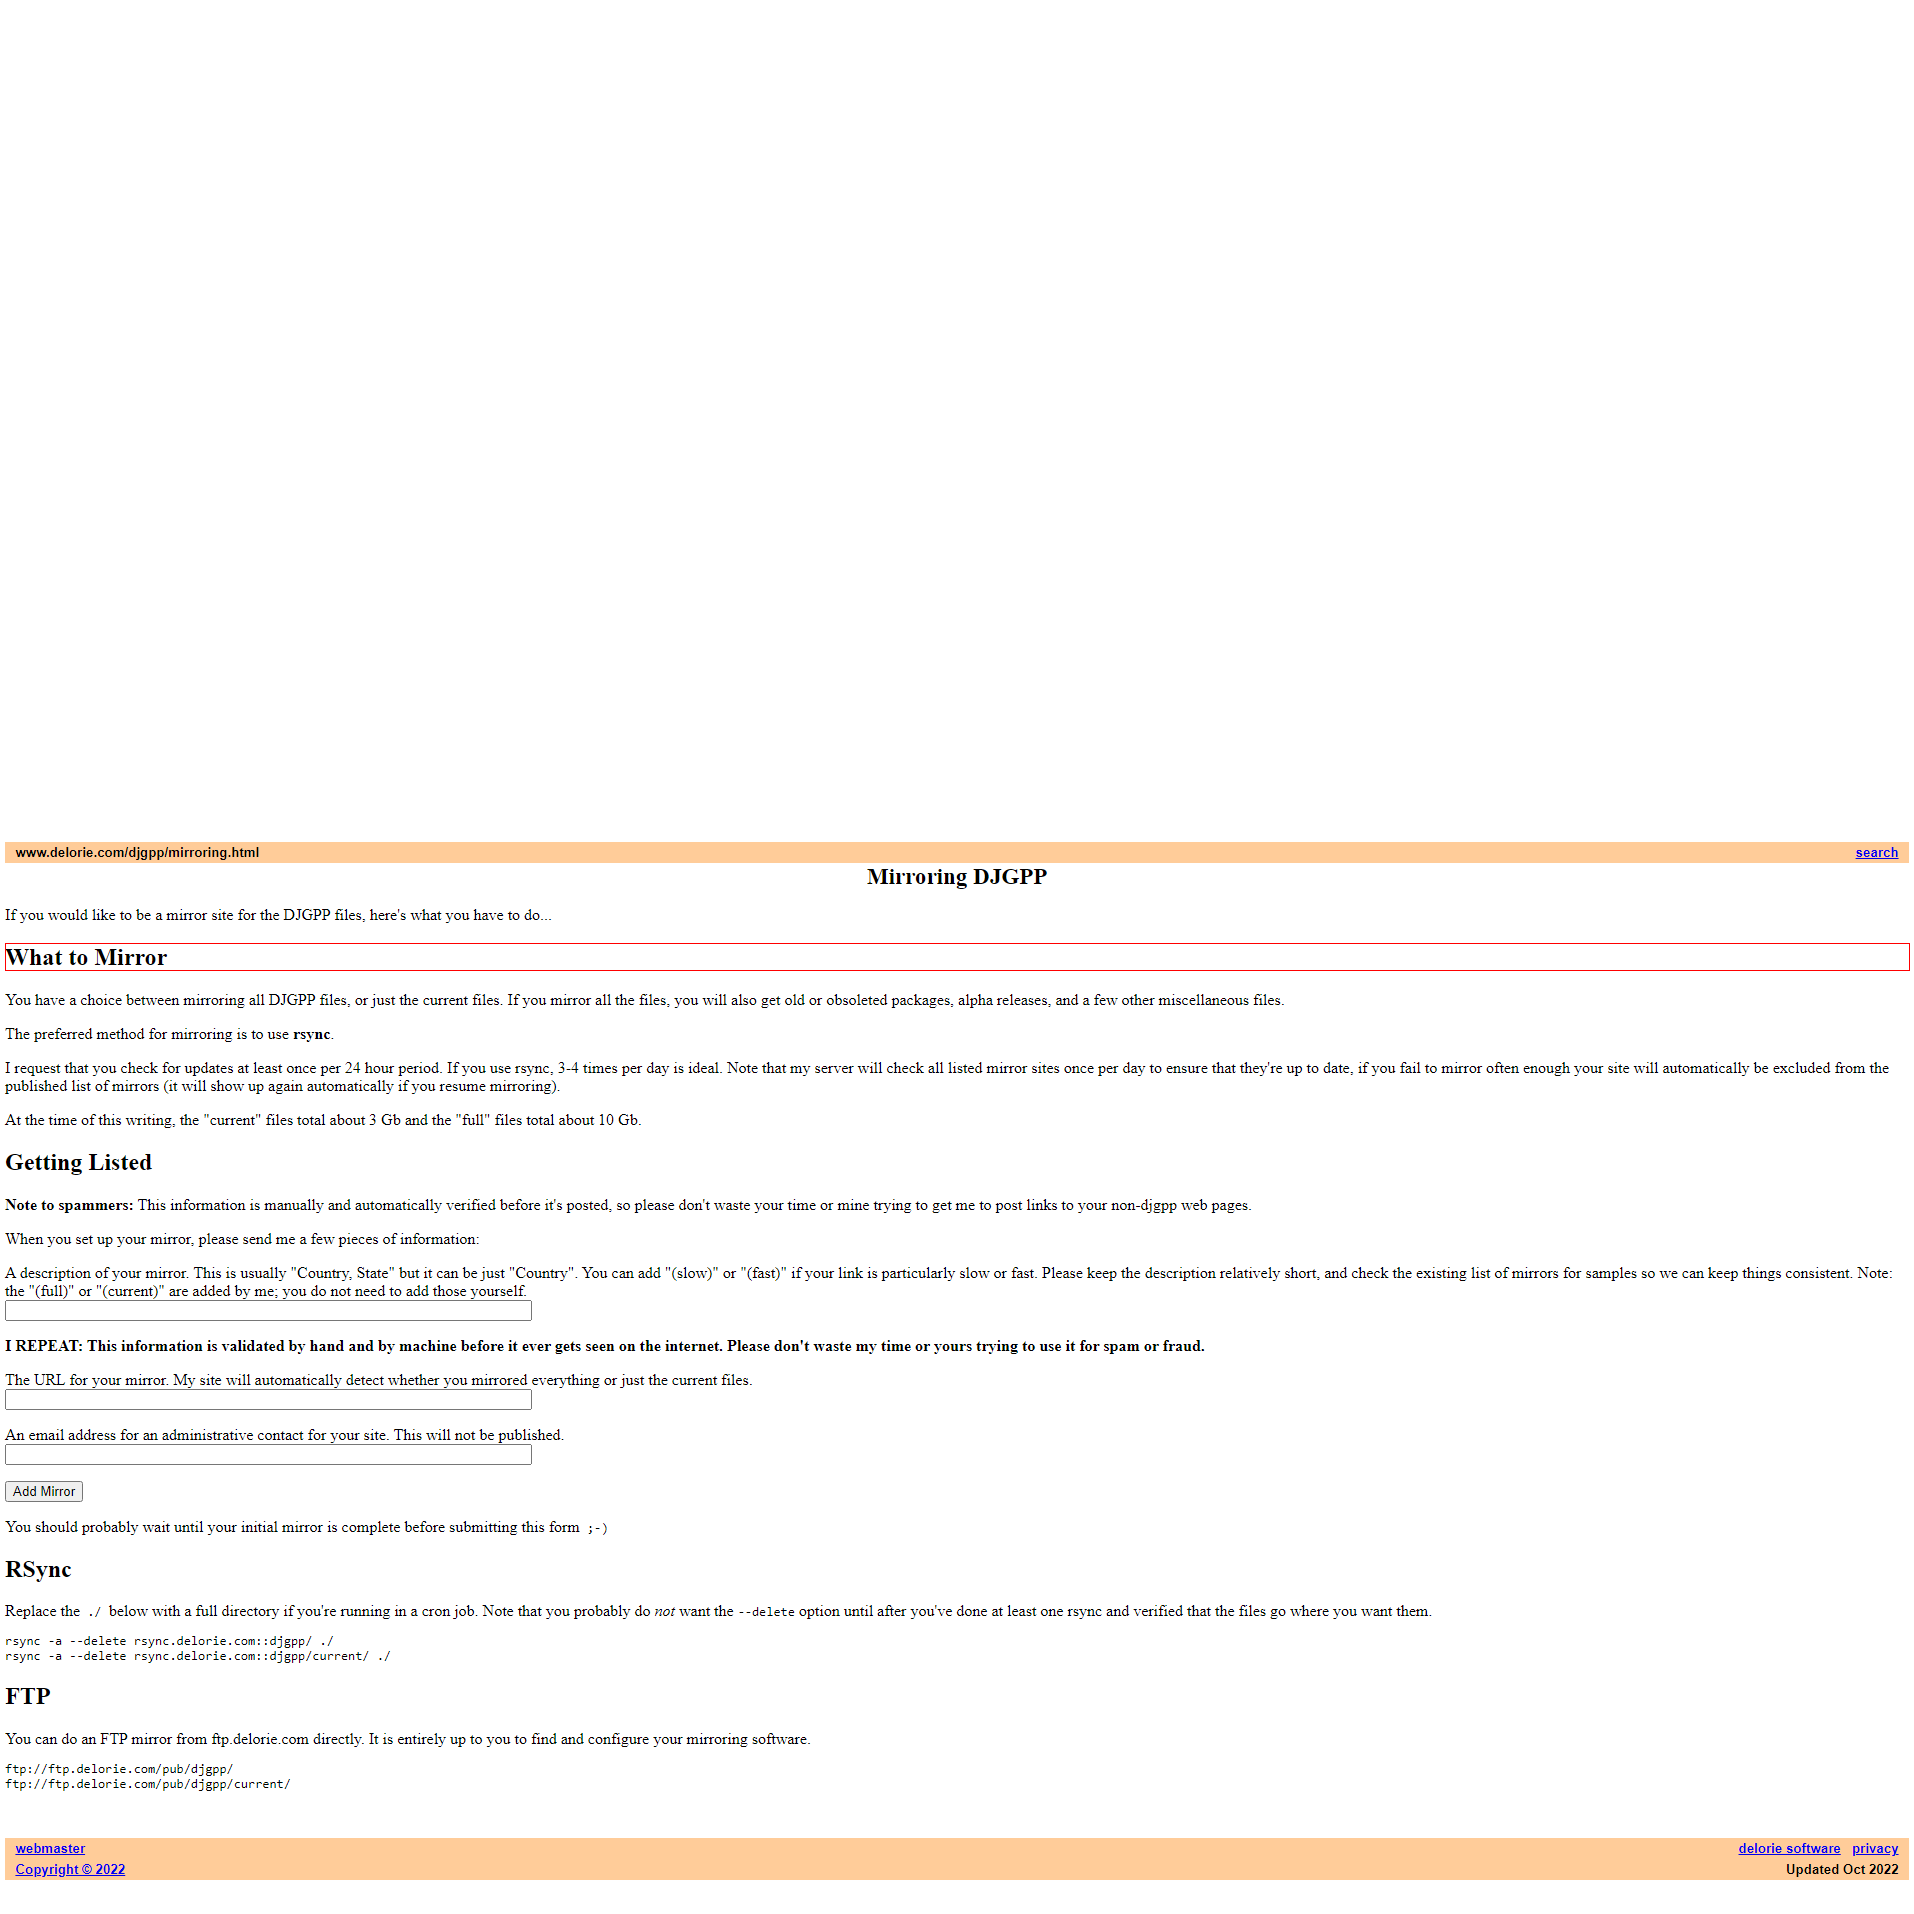 www.delorie.com/djgpp/mirroring.html search
Mirroring DJGPP
If you would like to be a mirror site for the DJGPP files, here's what you have to do...
What to Mirror
You have a choice between mirroring all DJGPP files, or just the current files. If you mirror all the files, you will also get old or obsoleted packages, alpha releases, and a few other miscellaneous files.
The preferred method for mirroring is to use rsync.
I request that you check for updates at least once per 24 hour period. If you use rsync, 3-4 times per day is ideal. Note that my server will check all listed mirror sites once per day to ensure that they're up to date, if you fail to mirror often enough your site will automatically be excluded from the
published list of mirrors (it will show up again automatically if you resume mirroring).
At the time of this writing, the "current" files total about 3 Gb and the "full" files total about 10 Gb.
Getting Listed
Note to spammers: This information is manually and automatically verified before it's posted, so please don't waste your time or mine trying to get me to post links to your non-djgpp web pages.
When you set up your mirror, please send me a few pieces of information:
A description of your mirror. This is usually "Country, State" but it can be just "Country". You can add "(slow)" or "(fast)" if your link is particularly slow or fast. Please keep the description relatively short, and check the existing list of mirrors for samples so we can keep things consistent. Note:
the "(full)" or "(current)" are added by me; you do not need to add those yourself.
I REPEAT: This information is validated by hand and by machine before it ever gets seen on the internet. Please don't waste my time or yours trying to use it for spam or fraud.
The URL for your mirror. My site will automatically detect whether you mirrored everything or just the current files.
An email address for an administrative contact for your site. This will not be published.
Add Mirror
You should probably wait until your initial mirror is complete before submitting this form ;-)
RSync
Replace the ./ below with a full directory if you're running in a cron job. Note that you probably do not want the --delete option until after you've done at least one rsync and verified that the files go where you want them.
rsync -a --delete rsync.delorie.com::djgpp/ ./
rsync -a --delete rsync.delorie.com::djgpp/current/ ./
FTP
You can do an FTP mirror from ftp.delorie.com directly. It is entirely up to you to find and configure your mirroring software.
ftp://ftp.delorie.com/pub/djgpp/
ftp://ftp.delorie.com/pub/djgpp/current/
webmaster delorie software privacy
Copyright © 2022 Updated Oct 2022